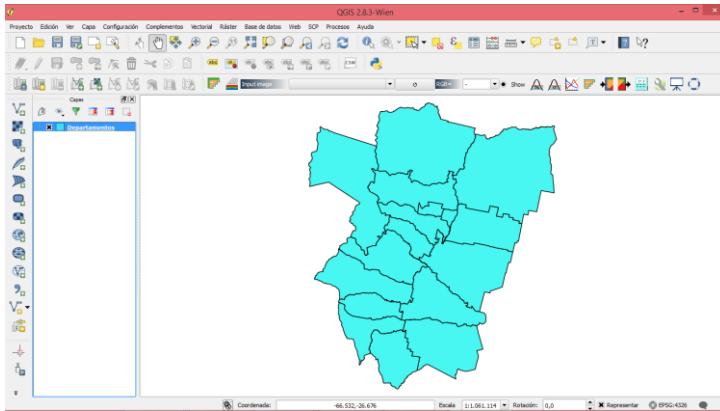 QGIS 2.8.3-Wien
Proyecto Edición Ver Capa Configuración Complementos Vectorial Ráster Base de datos Web SCP Procesos Ayuda
abc
CSW
Input image
RGB=
-
Show
Capas
Departamentos
Coordenada: -66.532,-26.676 Escala 1:1.061.114 Rotación: 0,0 Representar EPSG:4326